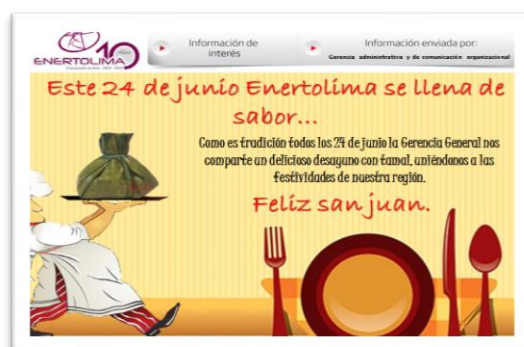 10 años
ENERTOLIMA
Información de
interés
Información enviada por:
Gerencia administrativa y de comunicación organizacional
Este 24 de junio Enertolima se llena de
sabor...
Como es tradición todos los 24 de junio la Gerencia General nos
comparte un delicioso desayuno con tamal, uniéndonos a las
festividades de nuestra región.
Feliz san juan.